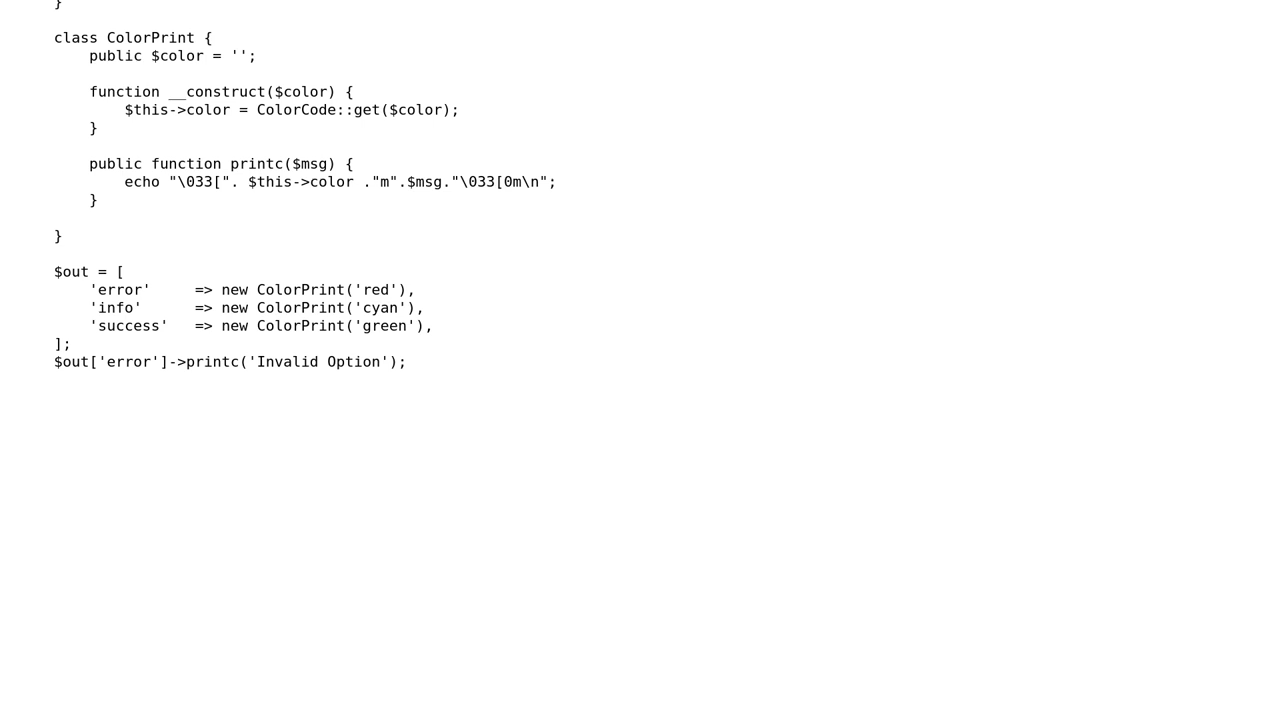 }

class ColorPrint {
    public $color = '';

    function __construct($color) {
        $this->color = ColorCode::get($color);
    }

    public function printc($msg) {
        echo "\033[". $this->color ."m".$msg."\033[0m\n";
    }

}

$out = [
    'error'     => new ColorPrint('red'),
    'info'      => new ColorPrint('cyan'),
    'success'   => new ColorPrint('green'),
];
$out['error']->printc('Invalid Option');